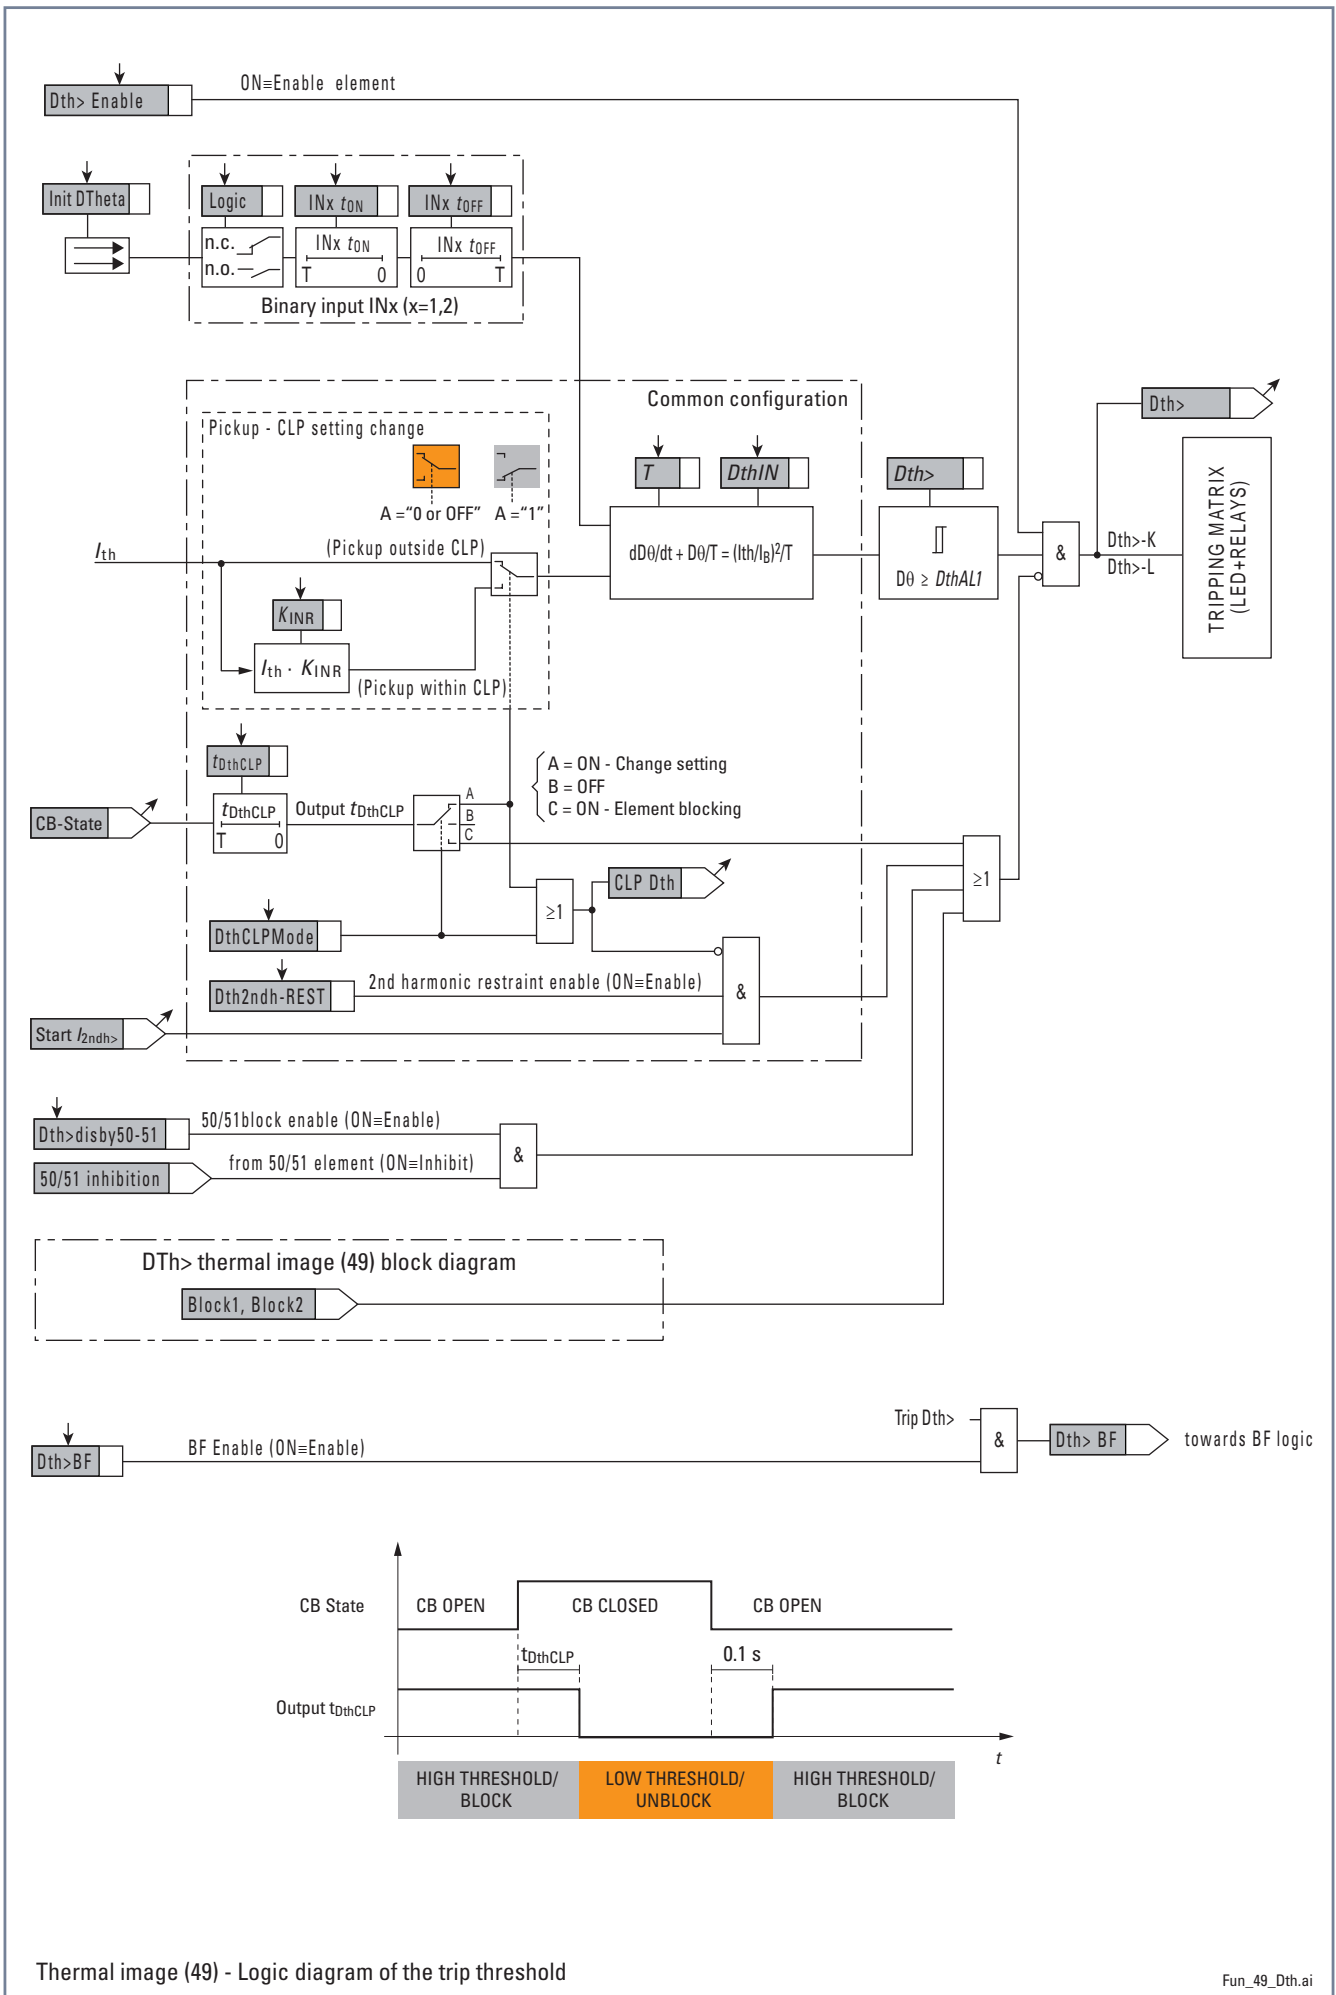 ON≡Enable element
Dth> Enable
Init DTheta
Logic
INx tON
INx tOFF
n.c.
n.o.
INx tON
T 0
INx tOFF
0 T
Binary input INx (x=1,2)
Common configuration
Pickup - CLP setting change
A ="0 or OFF"
A ="1"
Ith
(Pickup outside CLP)
KINR
Ith · KINR
(Pickup within CLP)
T
DthIN
dDθ/dt + Dθ/T = (Ith/IB)²/T
Dth>
Dθ ≥ DthAL1
&
Dth>
Dth>-K
Dth>-L
TRIPPING MATRIX
(LED+RELAYS)
tDthCLP
CB-State
tDthCLP
T 0
Output tDthCLP
A
B
C
A = ON - Change setting
B = OFF
C = ON - Element blocking
≥1
CLP Dth
≥1
DthCLPMode
Dth2ndh-REST
2nd harmonic restraint enable (ON≡Enable)
&
Start I2ndh>
Dth>disby50-51
50/51block enable (ON≡Enable)
50/51 inhibition
from 50/51 element (ON≡Inhibit)
&
DTh> thermal image (49) block diagram
Block1, Block2
Trip Dth>
Dth>BF
BF Enable (ON≡Enable)
&
Dth> BF
towards BF logic
CB State
CB OPEN
CB CLOSED
CB OPEN
tDthCLP
0.1 s
Output tDthCLP
t
HIGH THRESHOLD/
BLOCK
LOW THRESHOLD/
UNBLOCK
HIGH THRESHOLD/
BLOCK
Thermal image (49) - Logic diagram of the trip threshold
Fun_49_Dth.ai